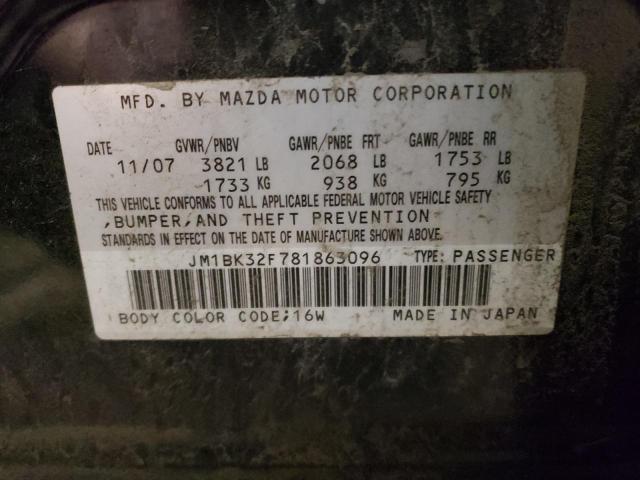 MFD. BY MAZDA MOTOR CORPORATION
DATE GVWR/PNBV GAWR/PNBE FRT GAWR/PNBE RR
11/07 3821 LB 2068 LB 1753 LB
1733 KG 938 KG 795 KG
THIS VEHICLE CONFORMS TO ALL APPLICABLE FEDERAL MOTOR VEHICLE SAFETY
,BUMPER,AND THEFT PREVENTION
STANDARDS IN EFFECT ON THE DATE OF MANUFACTURE SHOWN ABOVE.
JM1BK32F781863096 TYPE: PASSENGER
BODY COLOR CODE;16W MADE IN JAPAN